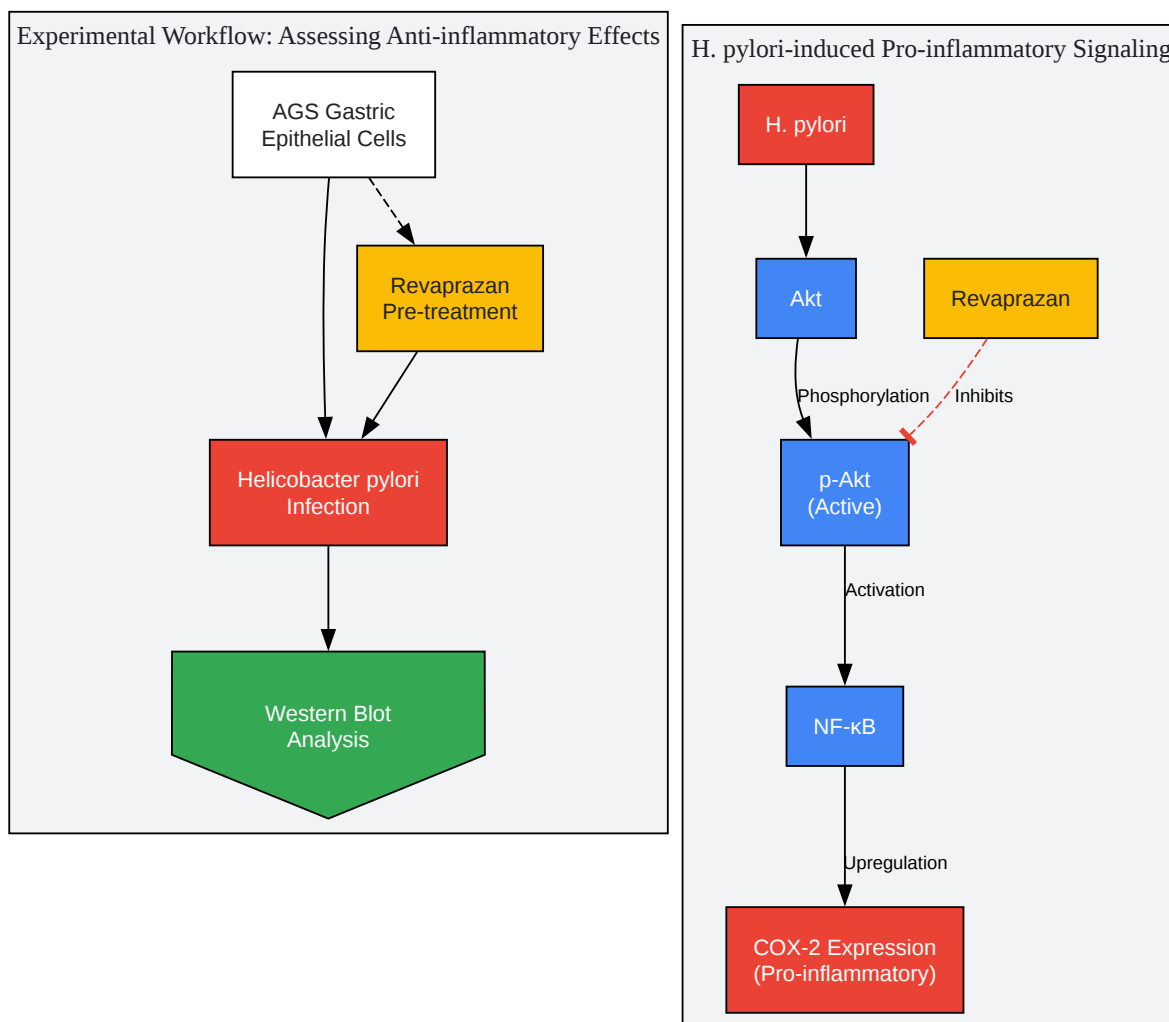 Experimental Workflow: Assessing Anti-inflammatory Effects
AGS Gastric
Epithelial Cells
Revaprazan
Pre-treatment
Helicobacter pylori
Infection
Western Blot
Analysis
H. pylori-induced Pro-inflammatory Signaling
H. pylori
Akt
Revaprazan
Phosphorylation
Inhibits
p-Akt
(Active)
Activation
NF-κB
Upregulation
COX-2 Expression
(Pro-inflammatory)